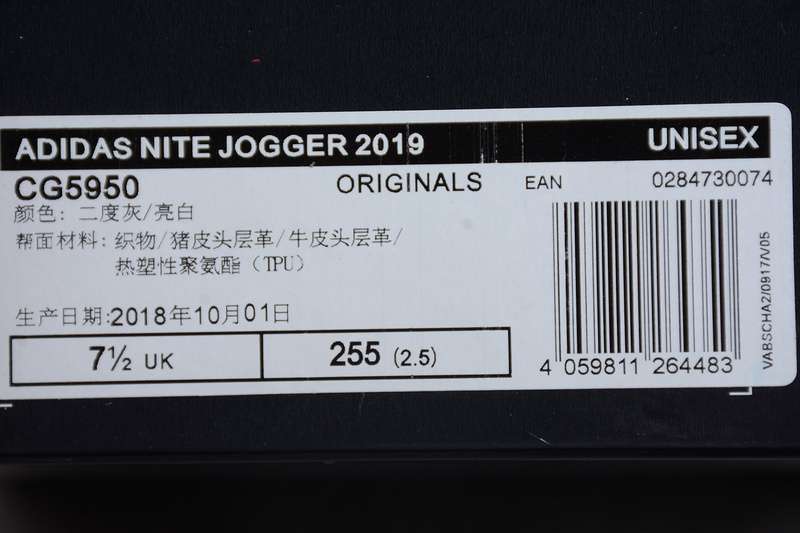 ADIDAS NITE JOGGER 2019 UNISEX
CG5950 ORIGINALS EAN 0284730074
颜色: 二度灰/亮白
帮面材料: 织物/猪皮头层革/牛皮头层革/
热塑性聚氨酯(TPU)
生产日期:2018年10月01日
7½ UK 255 (2.5)
4 059811 264483
VABSCHA2/0917/V05